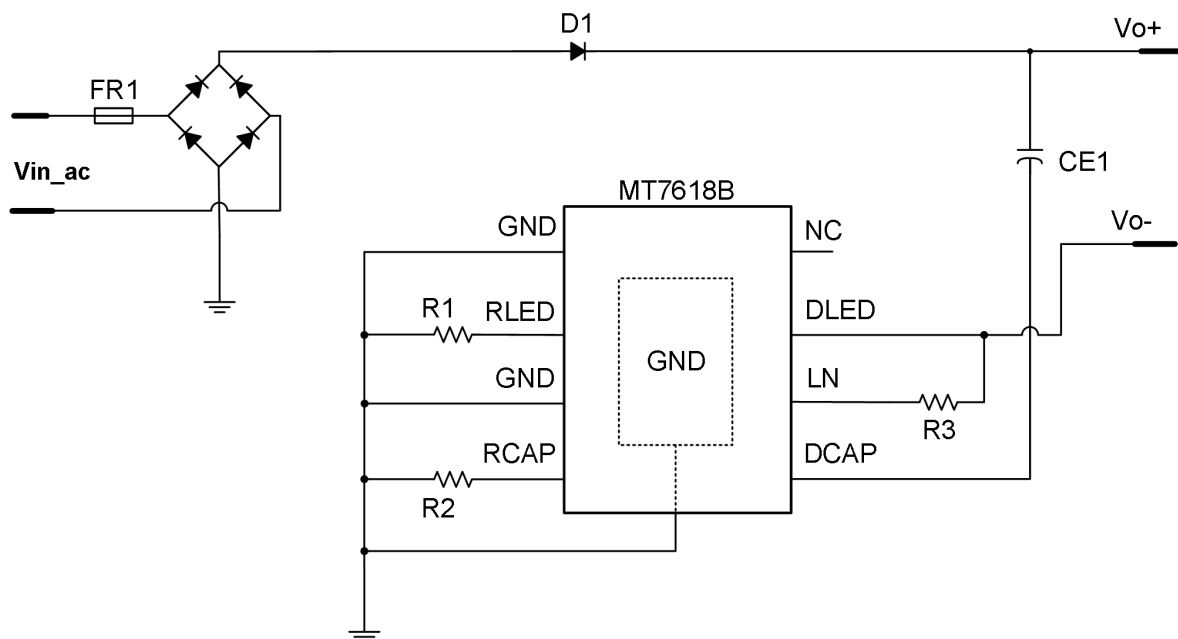 D1
Vo+
FR1
Vin_ac
CE1
MT7618B
Vo-
GND
NC
R1
RLED
DLED
GND
GND
LN
R3
RCAP
DCAP
R2